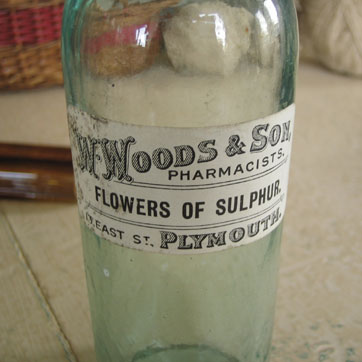 W. WOODS & SON,
PHARMACISTS,
FLOWERS OF SULPHUR.
EAST ST. PLYMOUTH.